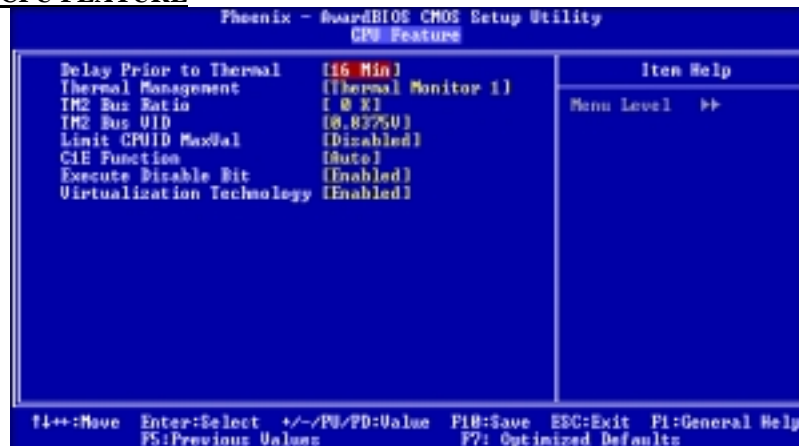 CPU FEATURE
Phoenix - AwardBIOS CMOS Setup Utility
CPU Feature
Delay Prior to Thermal [16 Min]
Thermal Management [Thermal Monitor 1]
TM2 Bus Ratio [ 0 X]
TM2 Bus VID [0.8375V]
Limit CPUID MaxVal [Disabled]
C1E Function [Auto]
Execute Disable Bit [Enabled]
Virtualization Technology [Enabled]
Item Help
Menu Level ▸▸
↑↓→←:Move Enter:Select +/-/PU/PD:Value F10:Save ESC:Exit F1:General Help
F5:Previous Values F7: Optimized Defaults